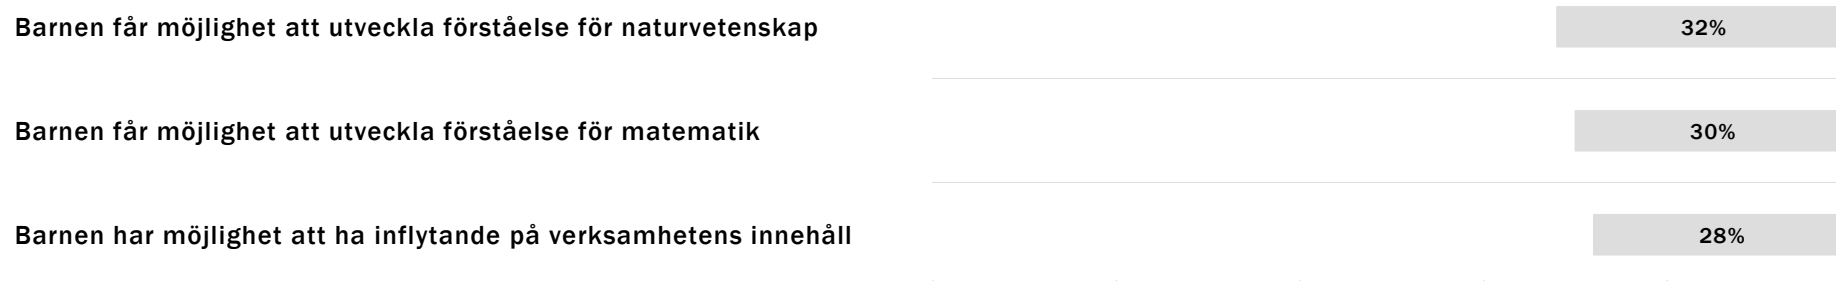 Barnen får möjlighet att utveckla förståelse för naturvetenskap 32%
Barnen får möjlighet att utveckla förståelse för matematik 30%
Barnen har möjlighet att ha inflytande på verksamhetens innehåll 28%